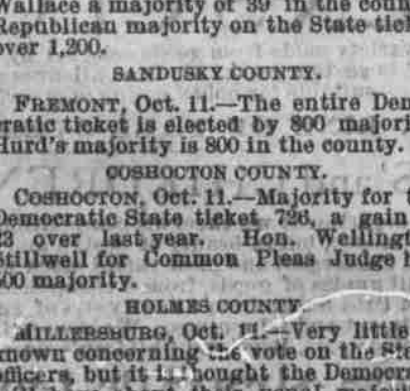 Wallace a majority of 39 in the coun
Republican majority on the State tick
over 1,200.
SANDUSKY COUNTY.
FREMONT, Oct. 11.—The entire Dem
cratic ticket is elected by 800 majori
Hurd's majority is 800 in the county.
COSHOCTON COUNTY.
COSHOCTON, Oct. 11.—Majority for t
Democratic State ticket 726, a gain
23 over last year. Hon. Wellingt
Stillwell for Common Pleas Judge h
500 majority.
HOLMES COUNTY
MILLERSBURG, Oct. 11.—Very little
known concerning the vote on the Sta
officers, but it is thought the Democra